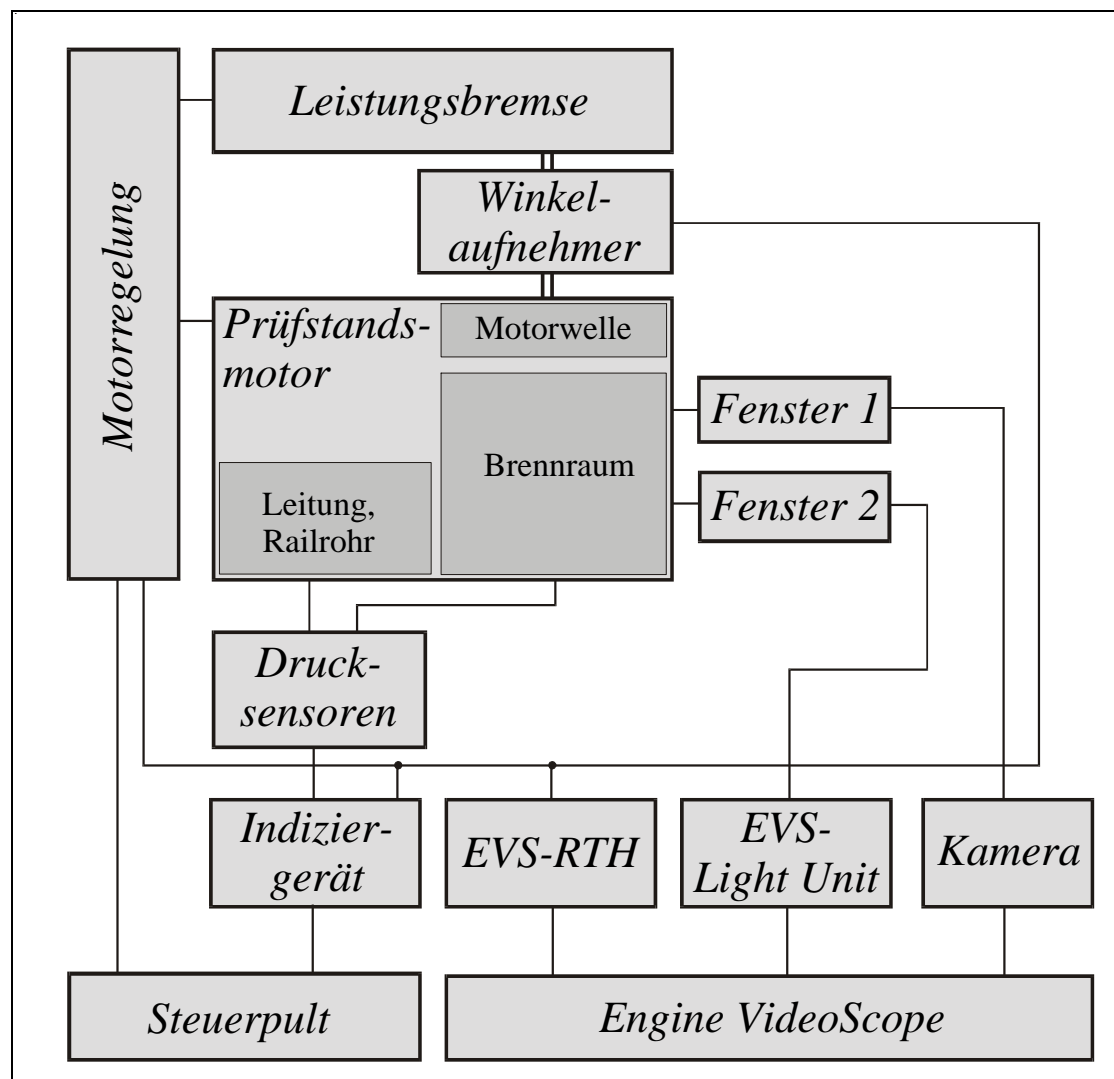 Leistungsbremse
Motorregelung
Winkel-
aufnehmer
Prüfstands-
motor
Motorwelle
Fenster 1
Brennraum
Fenster 2
Leitung,
Railrohr
Druck-
sensoren
Indizier-
gerät
EVS-RTH
EVS-
Light Unit
Kamera
Steuerpult
Engine VideoScope